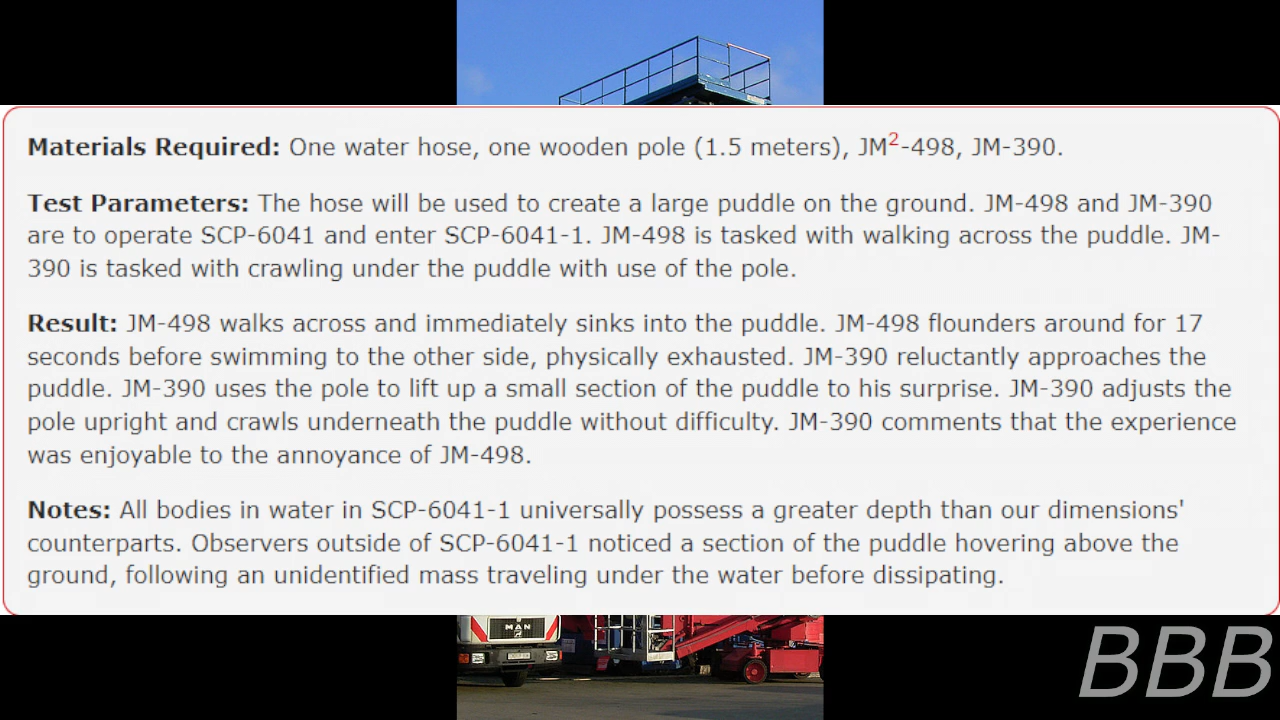 Materials Required: One water hose, one wooden pole (1.5 meters), JM²-498, JM-390.
Test Parameters: The hose will be used to create a large puddle on the ground. JM-498 and JM-390
are to operate SCP-6041 and enter SCP-6041-1. JM-498 is tasked with walking across the puddle. JM-
390 is tasked with crawling under the puddle with use of the pole.
Result: JM-498 walks across and immediately sinks into the puddle. JM-498 flounders around for 17
seconds before swimming to the other side, physically exhausted. JM-390 reluctantly approaches the
puddle. JM-390 uses the pole to lift up a small section of the puddle to his surprise. JM-390 adjusts the
pole upright and crawls underneath the puddle without difficulty. JM-390 comments that the experience
was enjoyable to the annoyance of JM-498.
Notes: All bodies in water in SCP-6041-1 universally possess a greater depth than our dimensions'
counterparts. Observers outside of SCP-6041-1 noticed a section of the puddle hovering above the
ground, following an unidentified mass traveling under the water before dissipating.
MAN
BBB